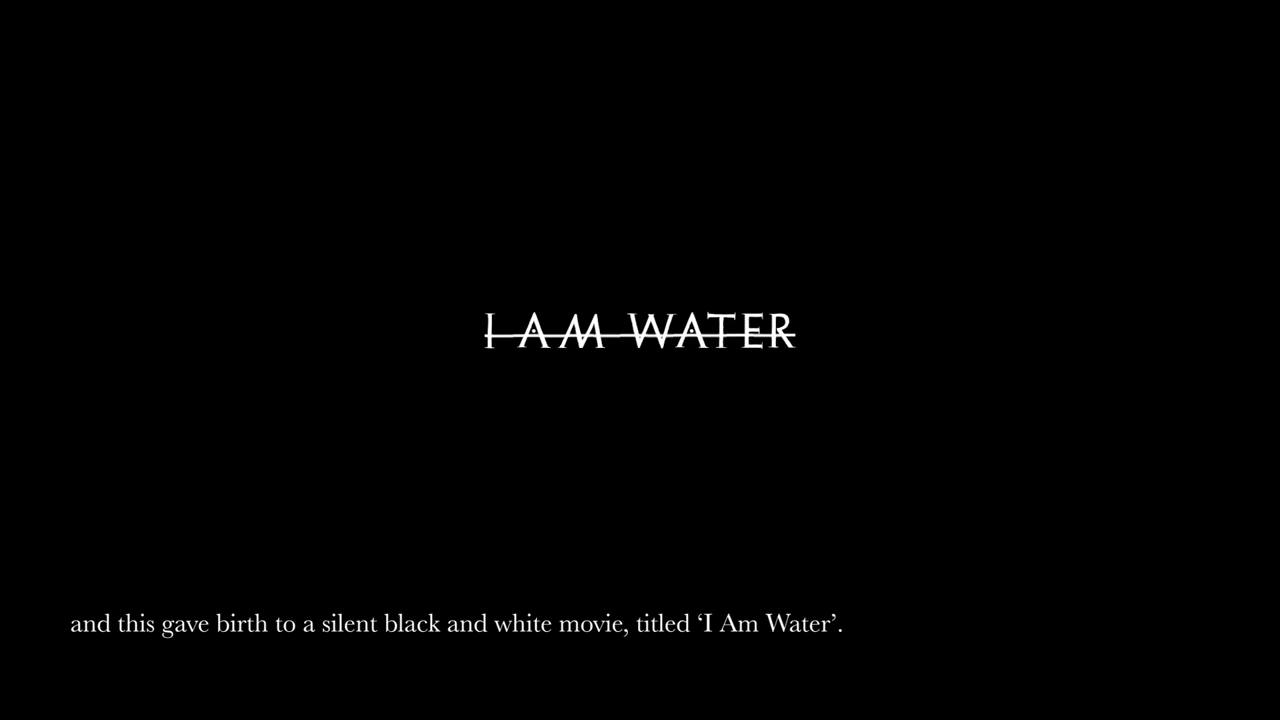 I AM WATER
and this gave birth to a silent black and white movie, titled ‘I Am Water’.